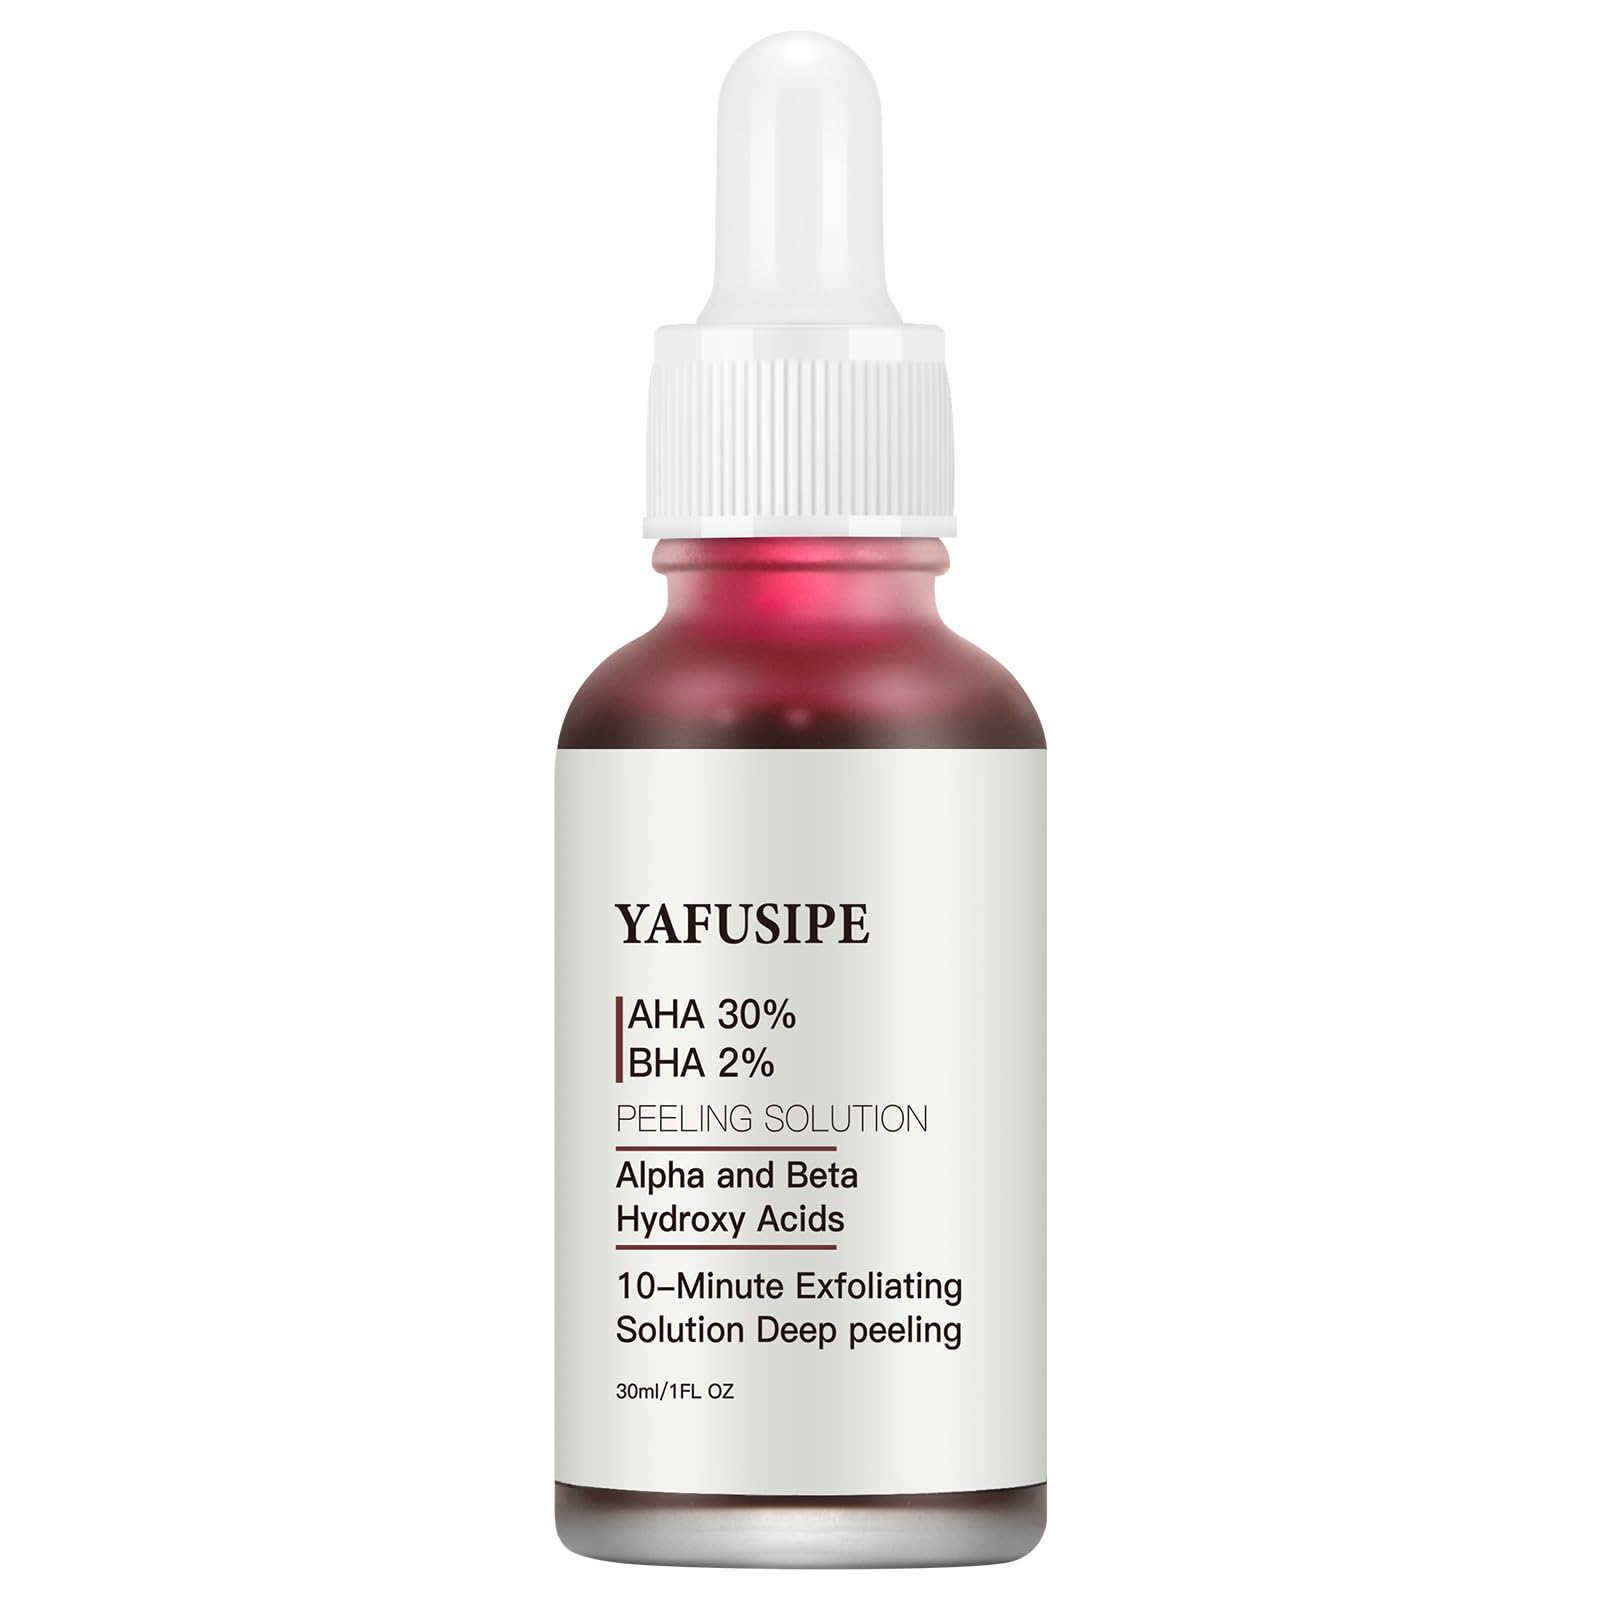 YAFUSIPE
AHA 30%
BHA 2%
PEELING SOLUTION
Alpha and Beta
Hydroxy Acids
10-Minute Exfoliating
Solution Deep peeling
30ml/1FL OZ